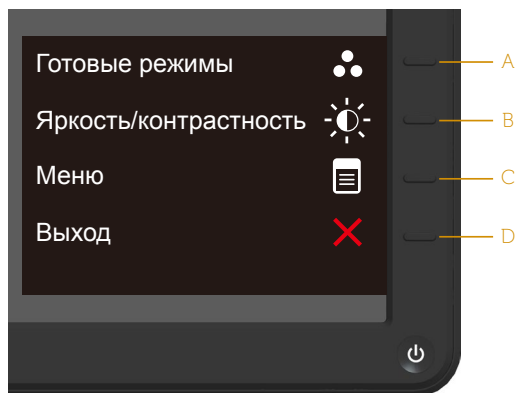 Готовые режимы
A
Яркость/контрастность
B
Меню
C
Выход
D